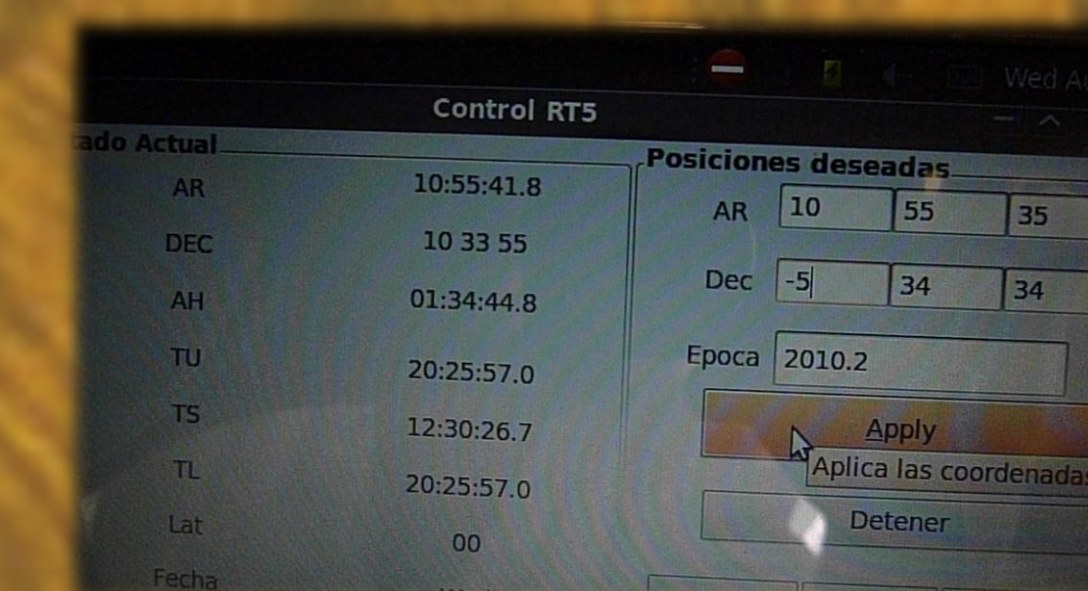 Wed A
Control RT5
ado Actual
AR 10:55:41.8
DEC 10 33 55
AH 01:34:44.8
TU 20:25:57.0
TS 12:30:26.7
TL 20:25:57.0
Lat 00
Fecha
Posiciones deseadas
AR 10 55 35
Dec -5 34 34
Epoca 2010.2
Apply
Aplica las coordenadas
Detener